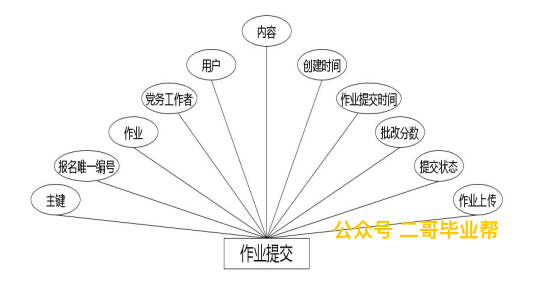 内容
用户
创建时间
党务工作者
作业提交时间
作业
批改分数
报名唯一编号
提交状态
主键
作业上传
公众号 二哥毕业帮
作业提交